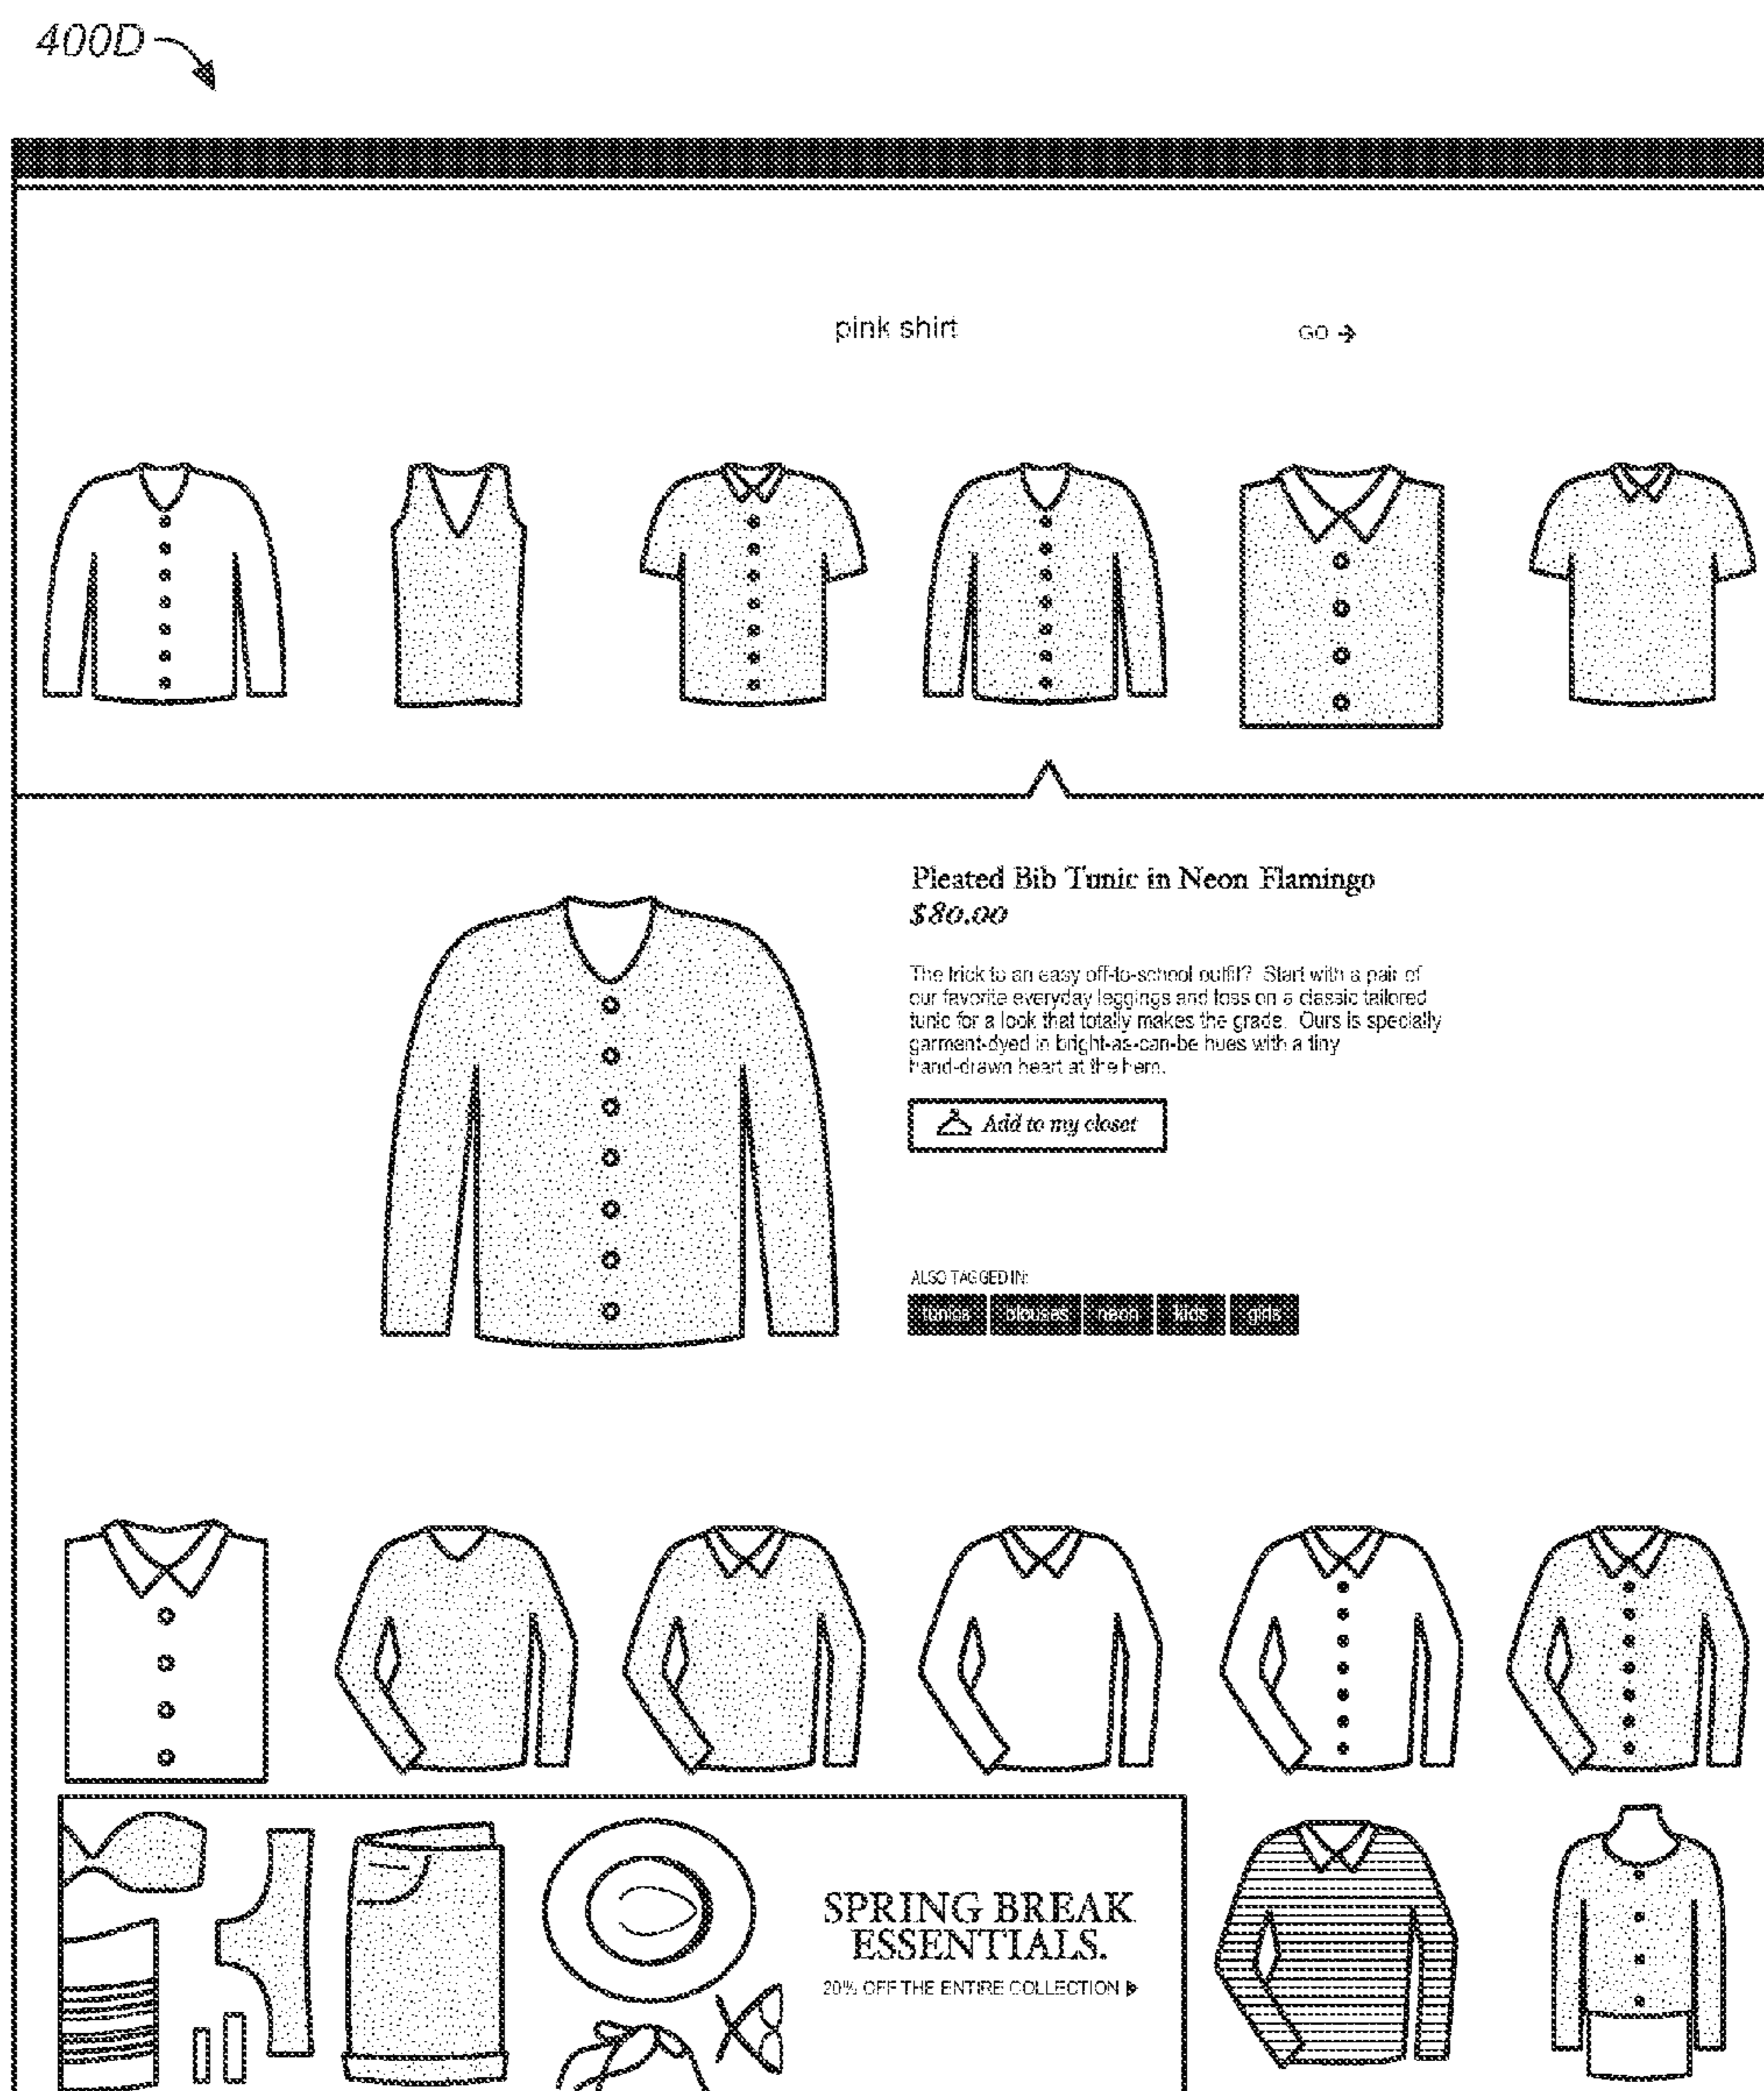 400D
pink shirt
GO
Pleated Bib Tunic in Neon Flamingo
$80.00
The trick to an easy off-to-school outfit? Start with a pair of
our favorite everyday leggings and toss on a classic tailored
tunic for a look that totally makes the grade. Ours is specially
garment-dyed in bright-as-can-be hues with a tiny
hand-drawn heart at the hem.
Add to my closet
ALSO TAGGED IN:
tunics blouses neon kids girls
SPRING BREAK
ESSENTIALS.
20% OFF THE ENTIRE COLLECTION